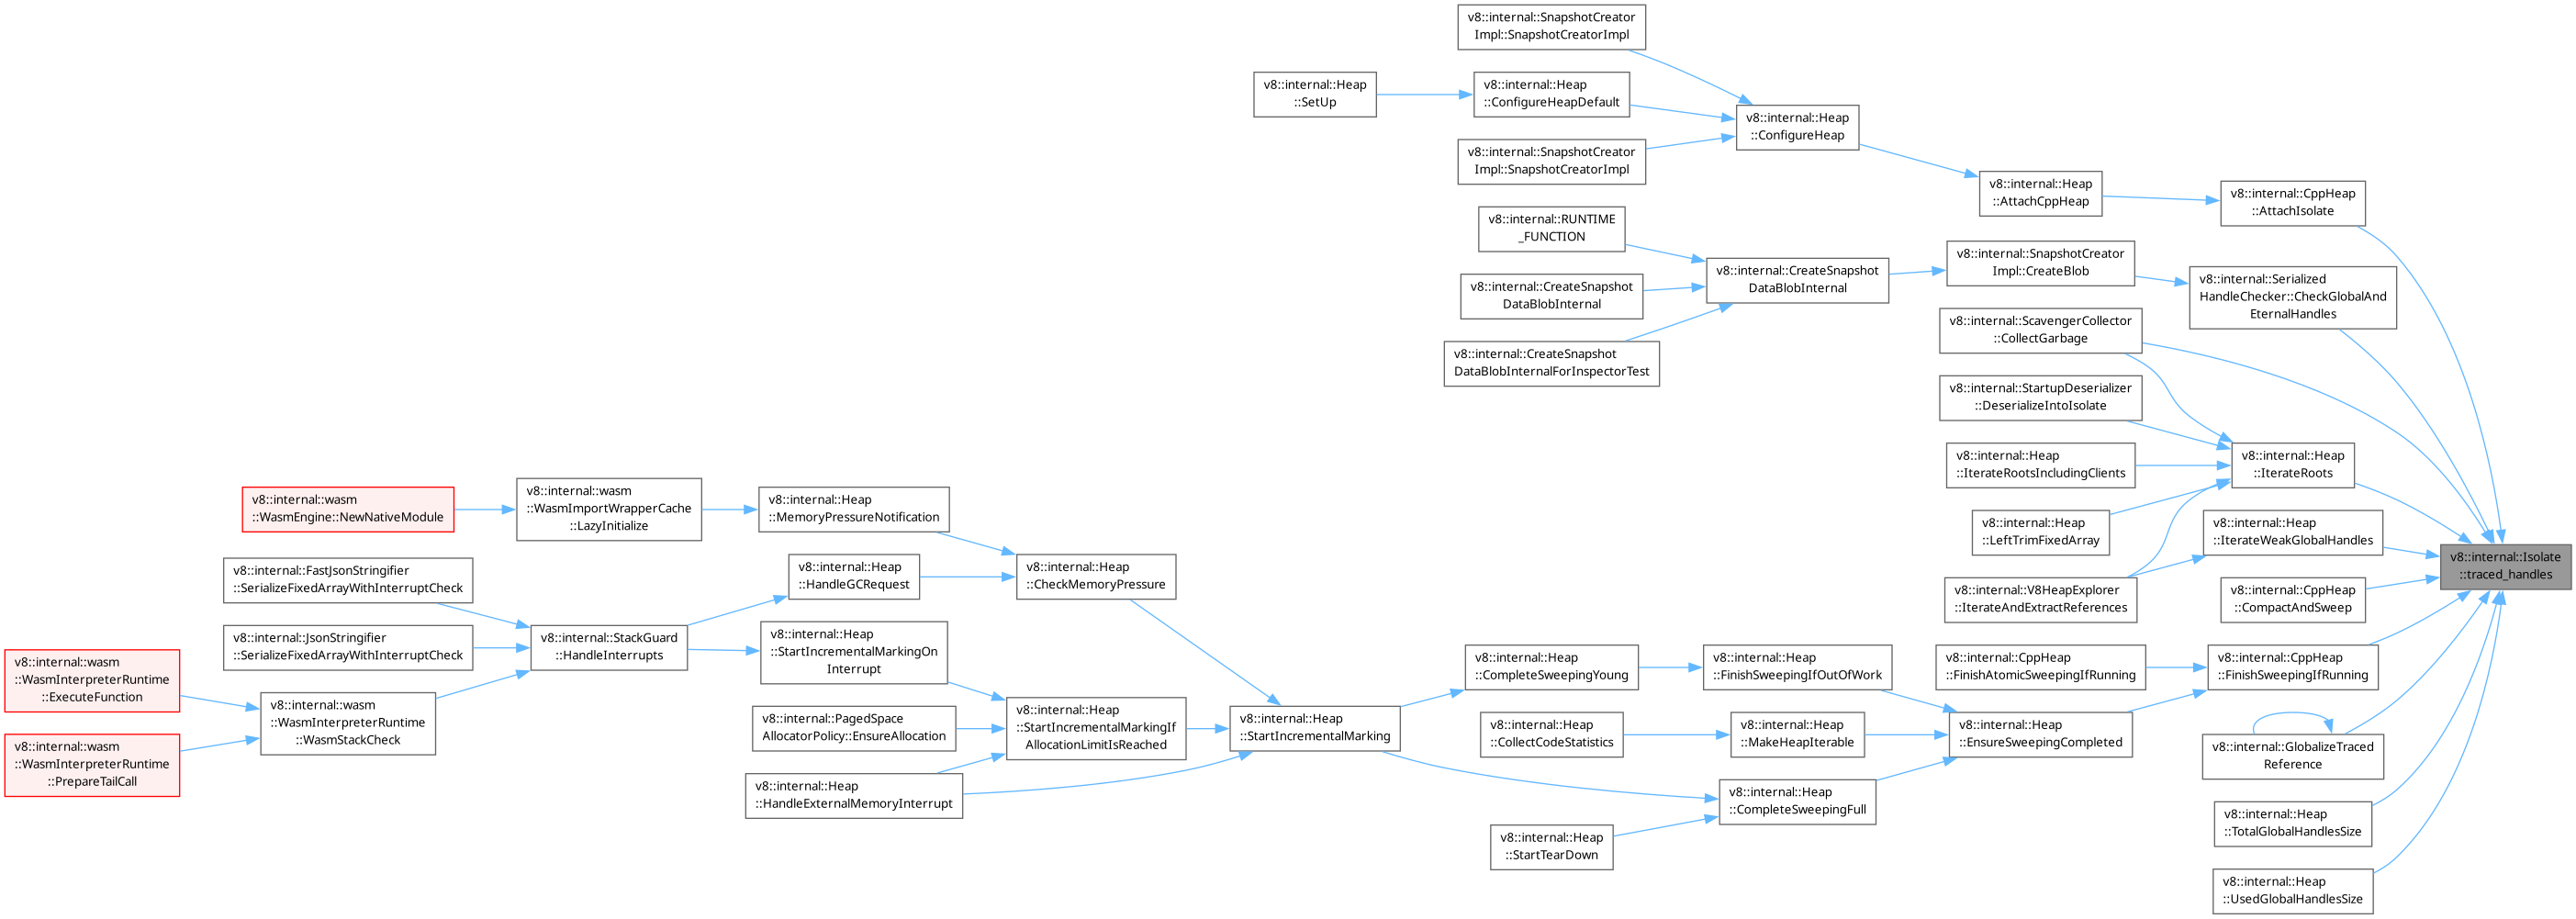 v8::internal::SnapshotCreator
Impl::SnapshotCreatorImpl
v8::internal::Heap
::SetUp
v8::internal::Heap
::ConfigureHeapDefault
v8::internal::Heap
::ConfigureHeap
v8::internal::SnapshotCreator
Impl::SnapshotCreatorImpl
v8::internal::Heap
::AttachCppHeap
v8::internal::CppHeap
::AttachIsolate
v8::internal::RUNTIME
_FUNCTION
v8::internal::CreateSnapshot
DataBlobInternal
v8::internal::SnapshotCreator
Impl::CreateBlob
v8::internal::Serialized
HandleChecker::CheckGlobalAnd
EternalHandles
v8::internal::CreateSnapshot
DataBlobInternal
v8::internal::CreateSnapshot
DataBlobInternalForInspectorTest
v8::internal::ScavengerCollector
::CollectGarbage
v8::internal::StartupDeserializer
::DeserializeIntoIsolate
v8::internal::Heap
::IterateRootsIncludingClients
v8::internal::Heap
::IterateRoots
v8::internal::Heap
::LeftTrimFixedArray
v8::internal::Heap
::IterateWeakGlobalHandles
v8::internal::V8HeapExplorer
::IterateAndExtractReferences
v8::internal::CppHeap
::CompactAndSweep
v8::internal::Isolate
::traced_handles
v8::internal::wasm
::WasmEngine::NewNativeModule
v8::internal::wasm
::WasmImportWrapperCache
::LazyInitialize
v8::internal::Heap
::MemoryPressureNotification
v8::internal::Heap
::HandleGCRequest
v8::internal::Heap
::CheckMemoryPressure
v8::internal::FastJsonStringifier
::SerializeFixedArrayWithInterruptCheck
v8::internal::JsonStringifier
::SerializeFixedArrayWithInterruptCheck
v8::internal::StackGuard
::HandleInterrupts
v8::internal::Heap
::StartIncrementalMarkingOn
Interrupt
v8::internal::wasm
::WasmInterpreterRuntime
::ExecuteFunction
v8::internal::wasm
::WasmInterpreterRuntime
::WasmStackCheck
v8::internal::wasm
::WasmInterpreterRuntime
::PrepareTailCall
v8::internal::PagedSpace
AllocatorPolicy::EnsureAllocation
v8::internal::Heap
::StartIncrementalMarkingIf
AllocationLimitIsReached
v8::internal::Heap
::HandleExternalMemoryInterrupt
v8::internal::Heap
::StartIncrementalMarking
v8::internal::Heap
::CompleteSweepingYoung
v8::internal::Heap
::FinishSweepingIfOutOfWork
v8::internal::CppHeap
::FinishAtomicSweepingIfRunning
v8::internal::CppHeap
::FinishSweepingIfRunning
v8::internal::Heap
::CollectCodeStatistics
v8::internal::Heap
::MakeHeapIterable
v8::internal::Heap
::EnsureSweepingCompleted
v8::internal::GlobalizeTraced
Reference
v8::internal::Heap
::CompleteSweepingFull
v8::internal::Heap
::StartTearDown
v8::internal::Heap
::TotalGlobalHandlesSize
v8::internal::Heap
::UsedGlobalHandlesSize